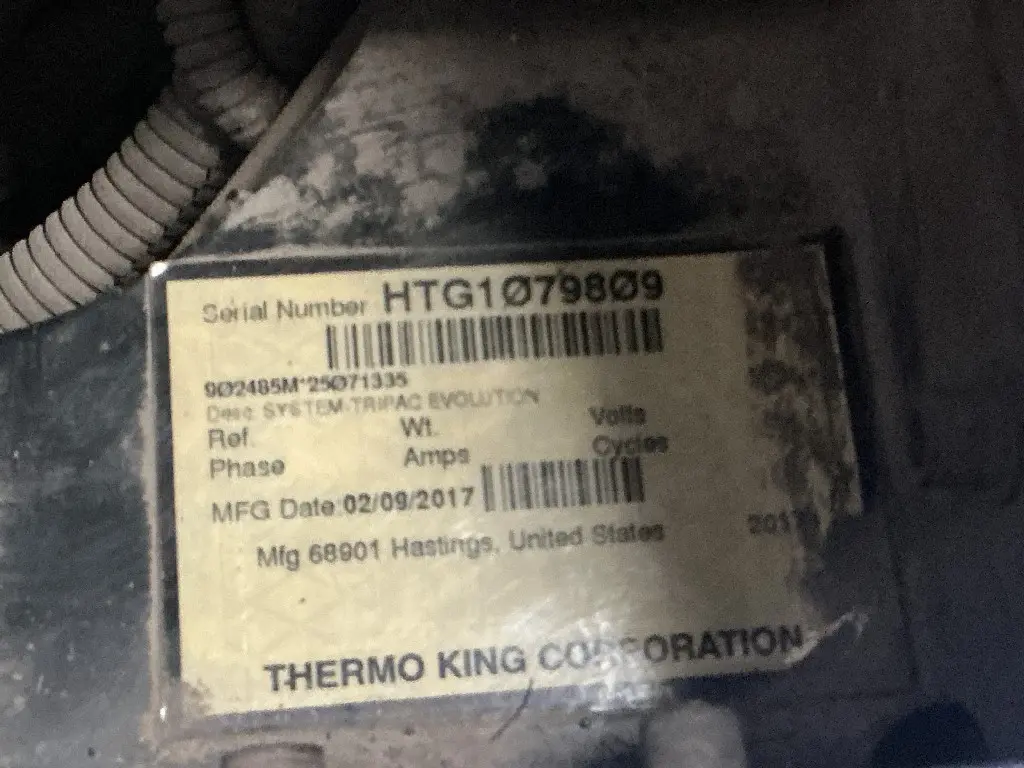 Serial Number HTG1Ø798Ø9
9Ø2485M*25Ø71335
Desc SYSTEM-TRIPAC EVOLUTION
Ref. Wt. Volts
Phase Amps Cycles
MFG Date:02/09/2017
Mfg 68901 Hastings, United States 2017
THERMO KING CORPORATION